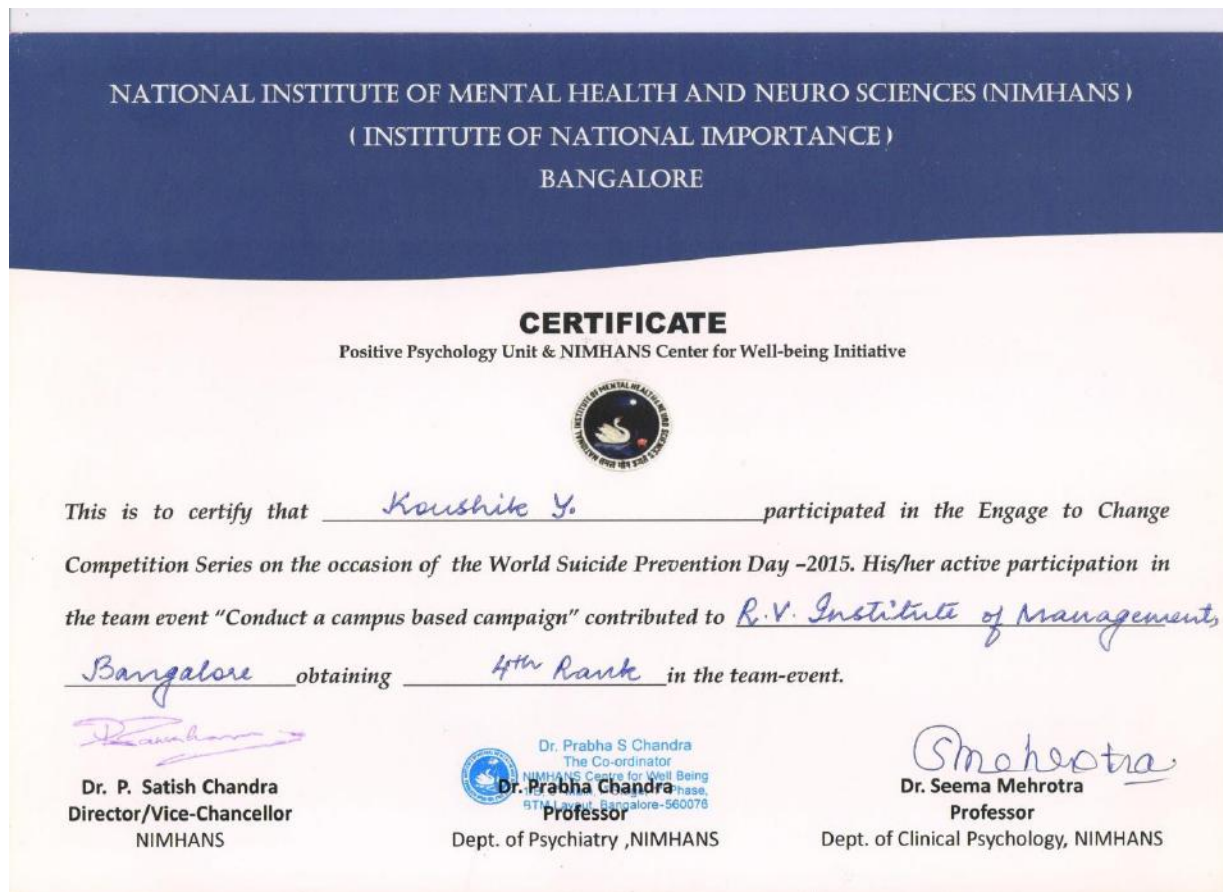 NATIONAL INSTITUTE OF MENTAL HEALTH AND NEURO SCIENCES (NIMHANS )
( INSTITUTE OF NATIONAL IMPORTANCE )
BANGALORE
CERTIFICATE
Positive Psychology Unit & NIMHANS Center for Well-being Initiative
This is to certify that Koushik Y. participated in the Engage to Change
Competition Series on the occasion of the World Suicide Prevention Day –2015. His/her active participation in
the team event “Conduct a campus based campaign” contributed to R.V. Institute of Management,
Bangalore obtaining 4th Rank in the team-event.
Smehrotra
Dr. P. Satish Chandra
Director/Vice-Chancellor
NIMHANS
Dr. Prabha S Chandra
The Co-ordinator
NIMHANS Centre for Well Being
Phase,
BTM Layout, Bangalore-560076
Dr. Prabha Chandra
Professor
Dept. of Psychiatry ,NIMHANS
Dr. Seema Mehrotra
Professor
Dept. of Clinical Psychology, NIMHANS